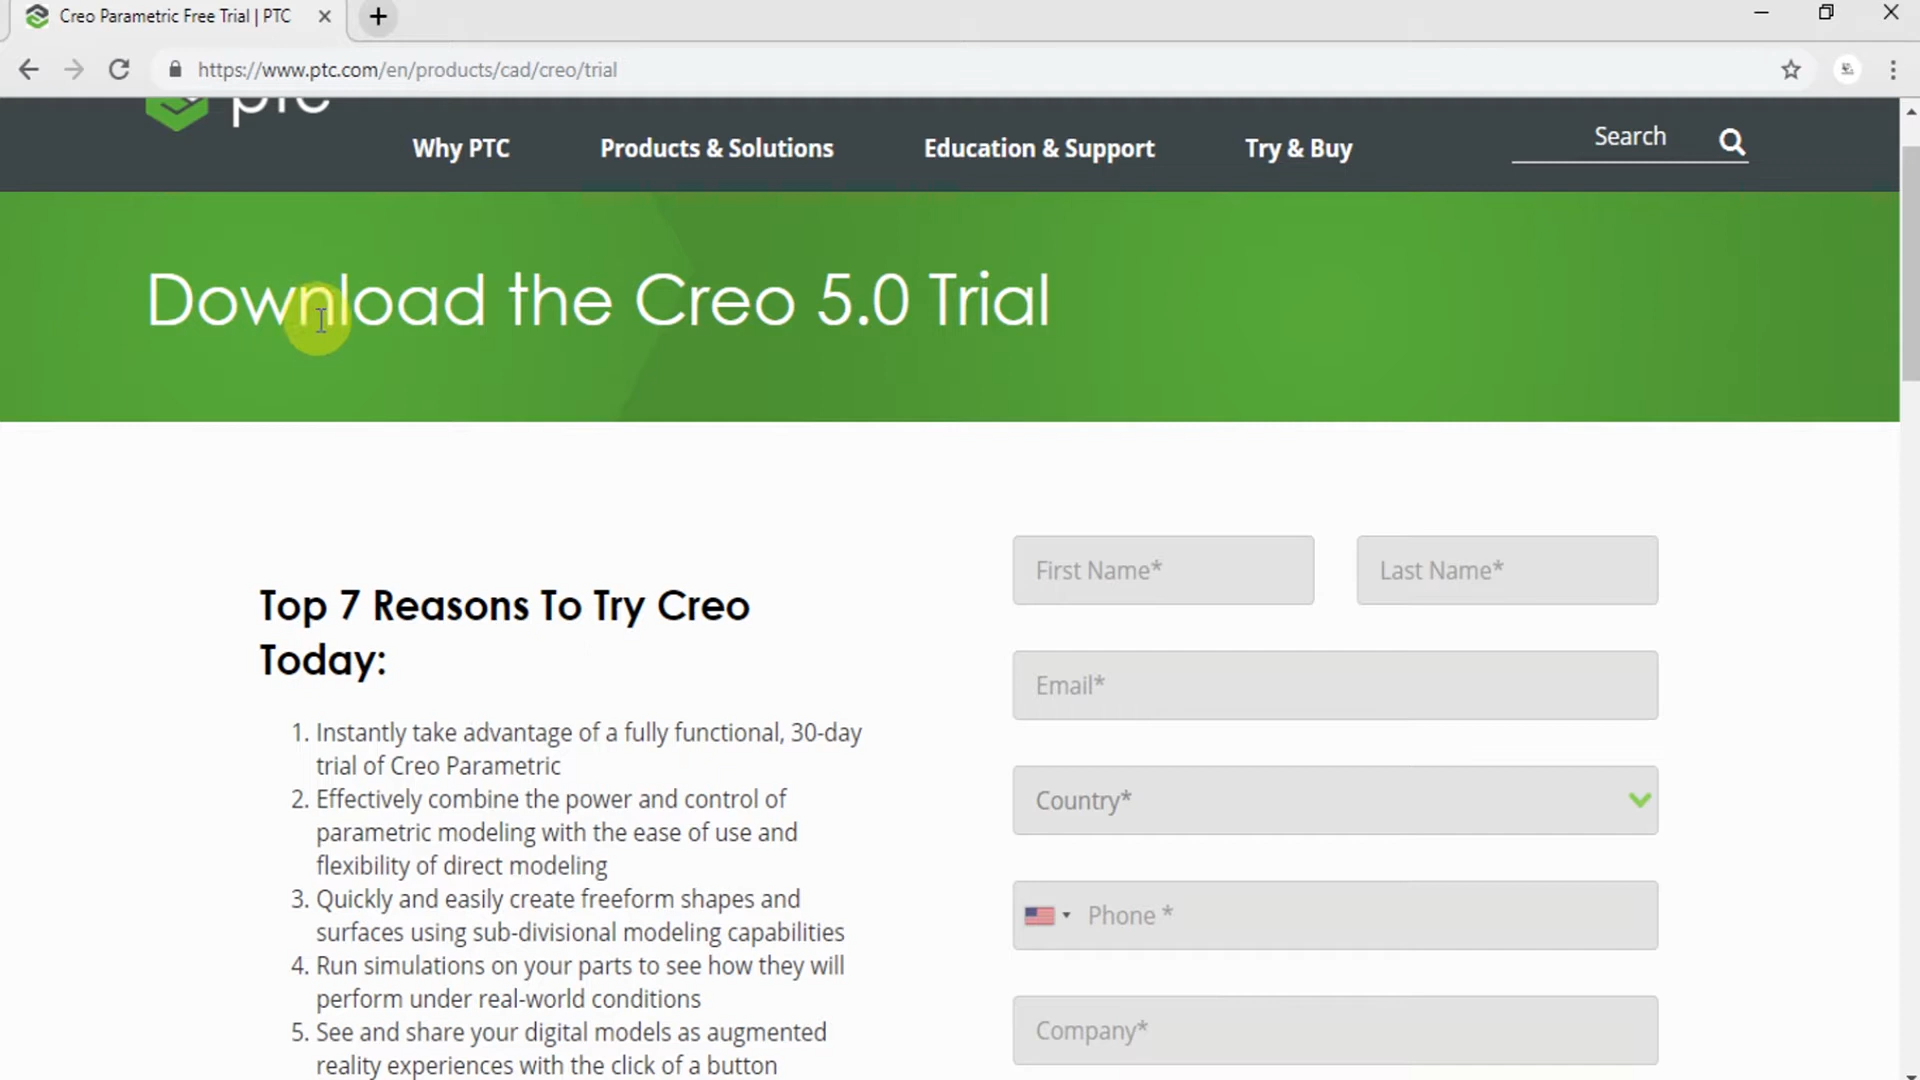 Creo Parametric Free Trial | PTC
https://www.ptc.com/en/products/cad/creo/trial
ptc
Why PTC
Products & Solutions
Education & Support
Try & Buy
Search
Download the Creo 5.0 Trial
Top 7 Reasons To Try Creo
Today:
1. Instantly take advantage of a fully functional, 30-day
trial of Creo Parametric
2. Effectively combine the power and control of
parametric modeling with the ease of use and
flexibility of direct modeling
3. Quickly and easily create freeform shapes and
surfaces using sub-divisional modeling capabilities
4. Run simulations on your parts to see how they will
perform under real-world conditions
5. See and share your digital models as augmented
reality experiences with the click of a button
First Name*
Last Name*
Email*
Country*
Phone *
Company*